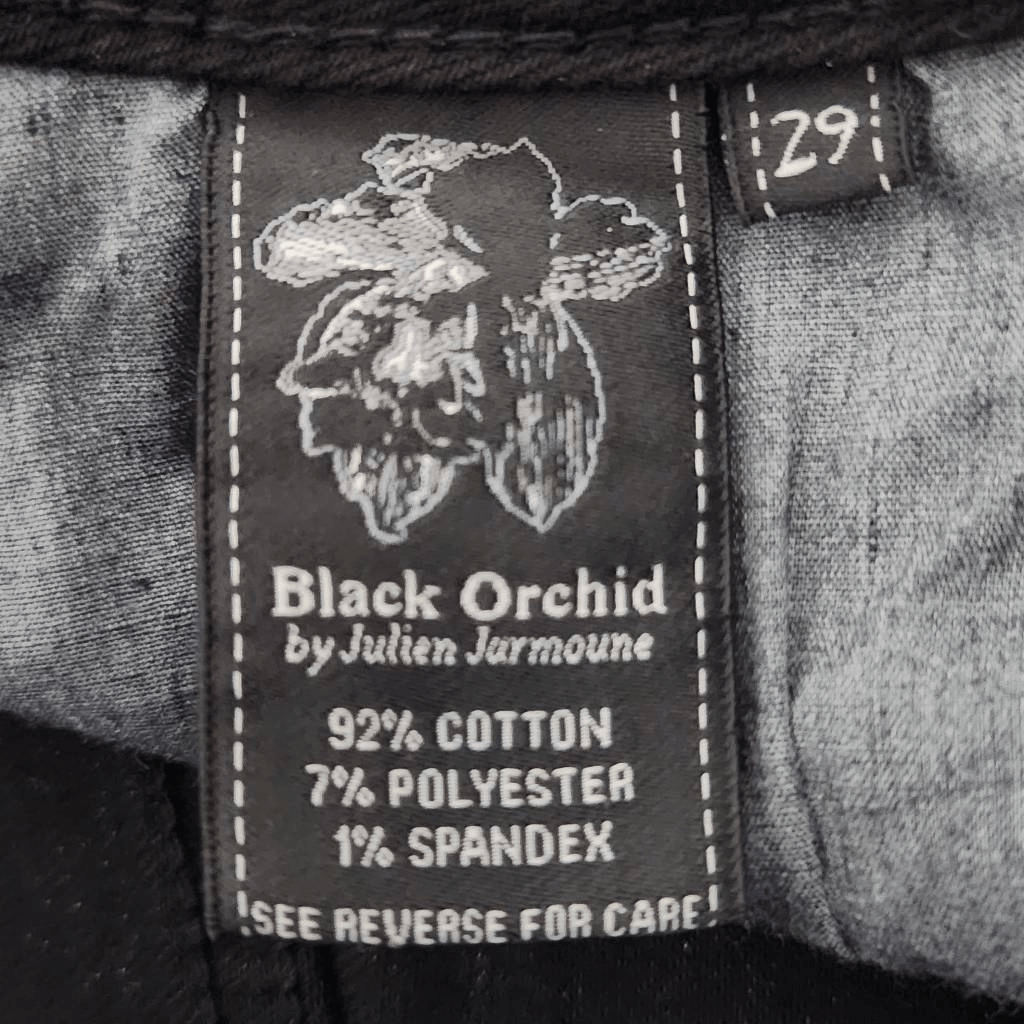 29
Black Orchid
by Julien Jarmoune
92% COTTON
7% POLYESTER
1% SPANDEX
SEE REVERSE FOR CARE